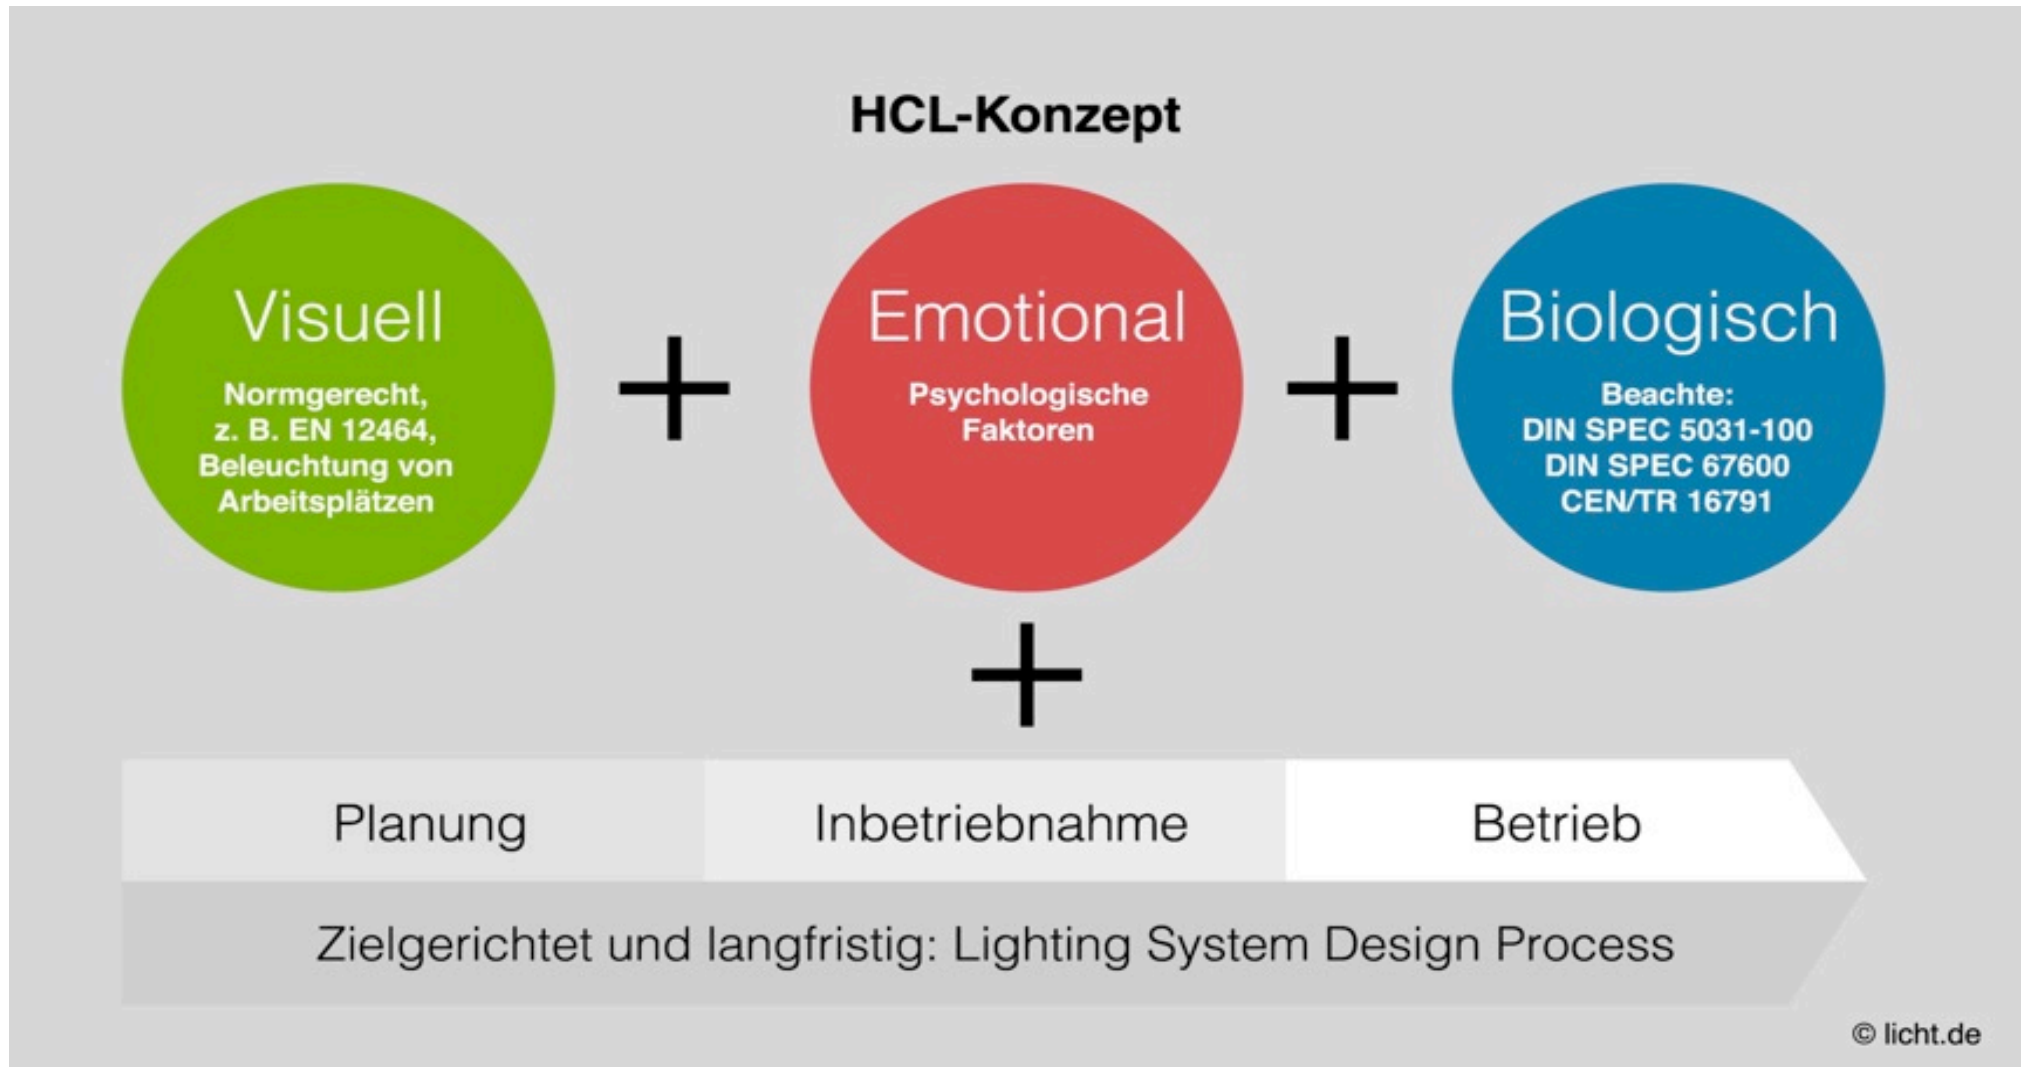 HCL-Konzept
Visuell
Normgerecht,
z. B. EN 12464,
Beleuchtung von
Arbeitsplätzen
Emotional
Psychologische
Faktoren
Biologisch
Beachte:
DIN SPEC 5031-100
DIN SPEC 67600
CEN/TR 16791
Planung
Inbetriebnahme
Betrieb
Zielgerichtet und langfristig: Lighting System Design Process
© licht.de